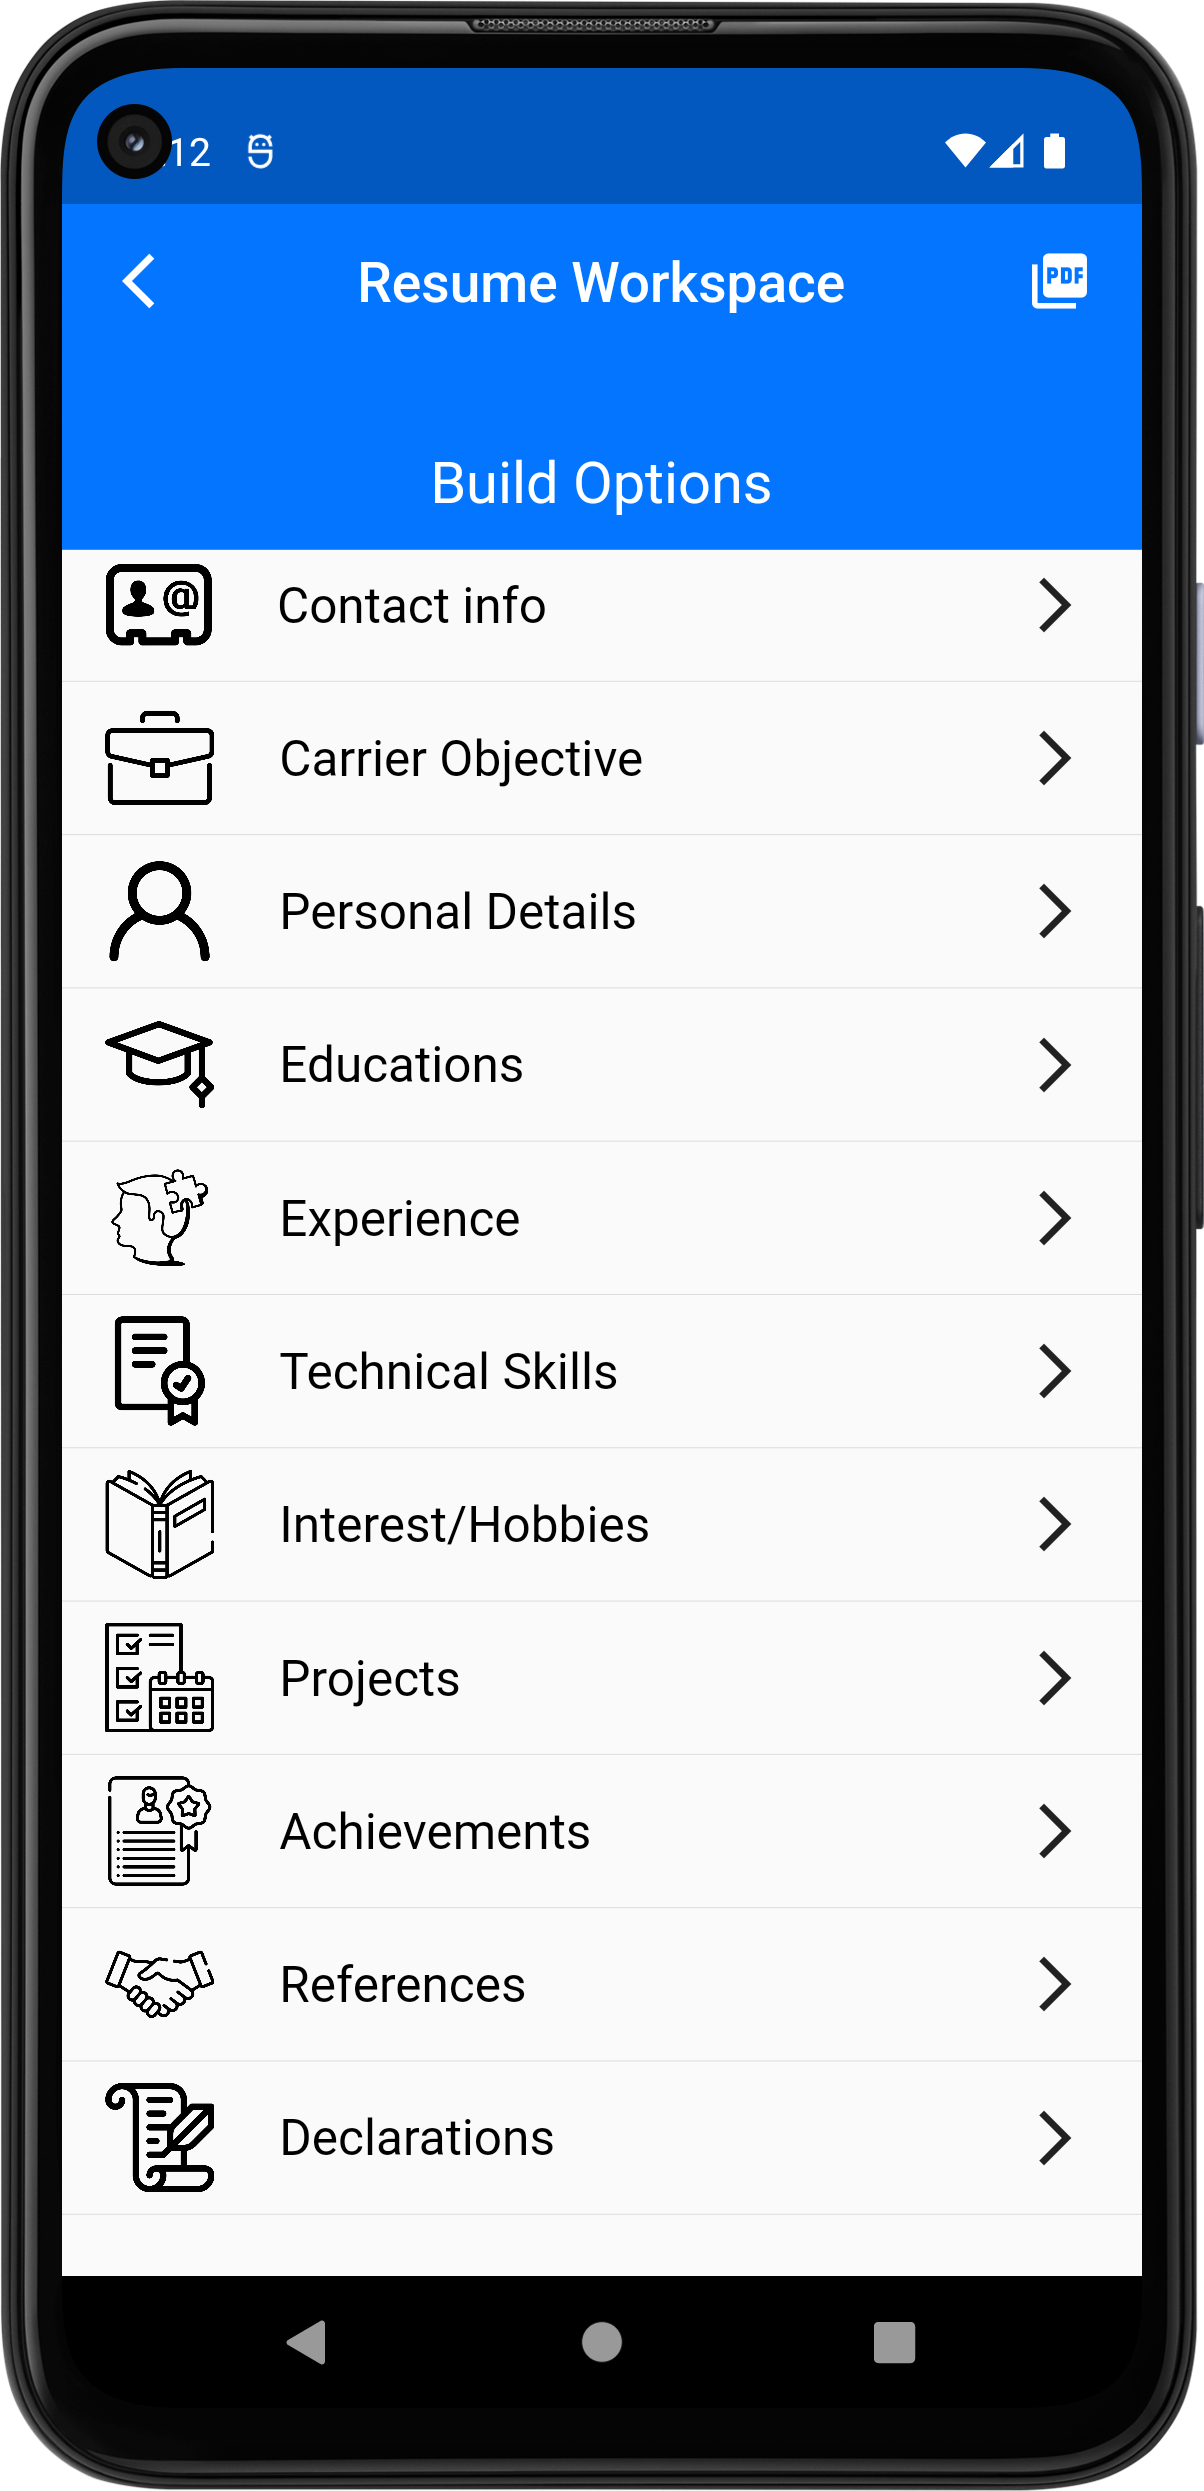 12
Resume Workspace
PDF
Build Options
@
Contact info
Carrier Objective
Personal Details
Educations
Experience
Technical Skills
Interest/Hobbies
Projects
Achievements
References
Declarations